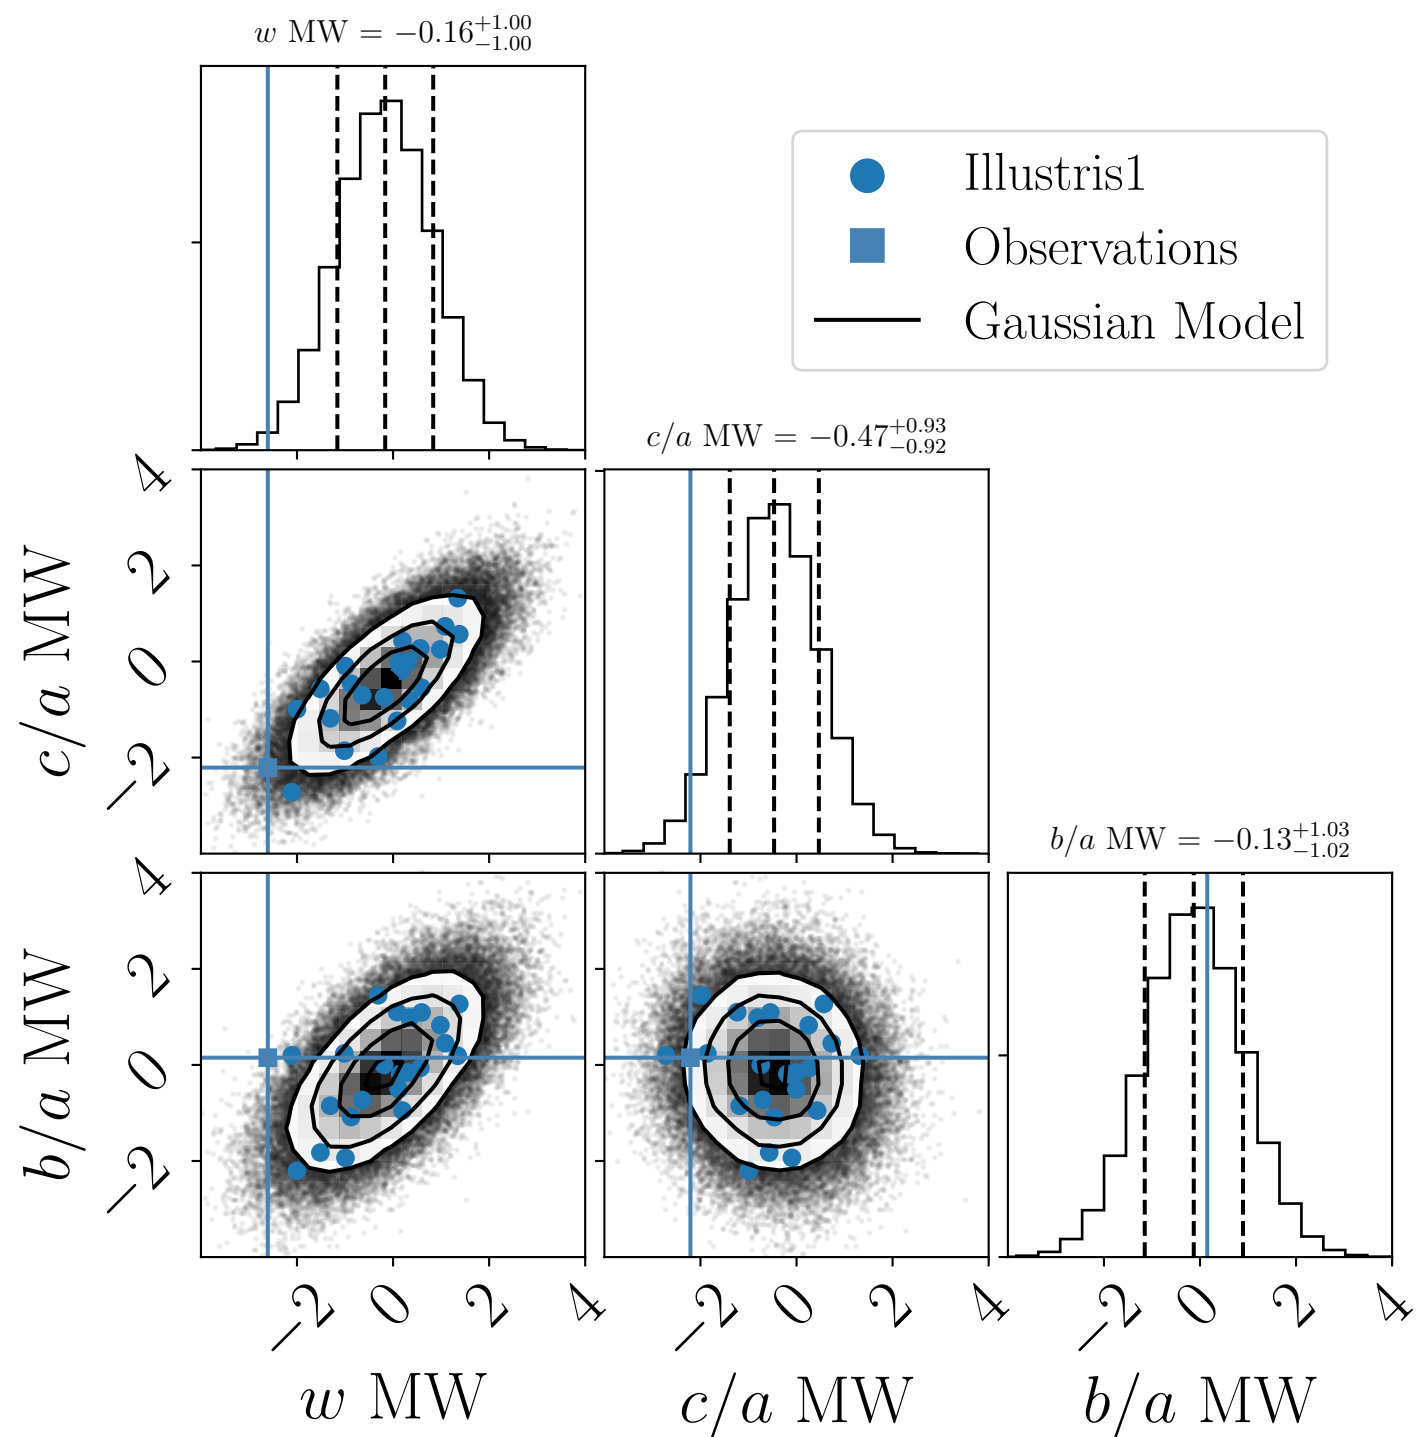 w MW = −0.16+1.00−1.00
Illustris1
Observations
Gaussian Model
c/a MW = −0.47+0.93−0.92
4
2
0
−2
c/a MW
b/a MW = −0.13+1.03−1.02
4
2
0
−2
b/a MW
−2 0 2 4 −2 0 2 4 −2 0 2 4
w MW c/a MW b/a MW